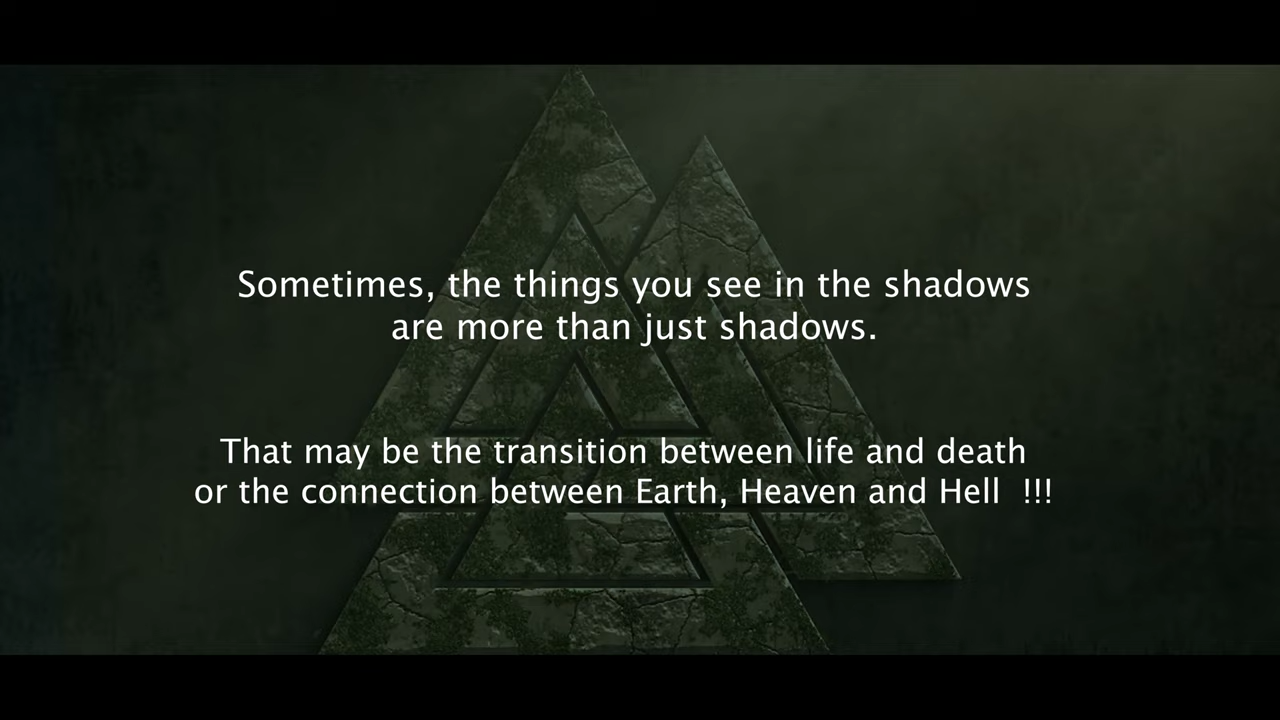 Sometimes, the things you see in the shadows
are more than just shadows.
That may be the transition between life and death
or the connection between Earth, Heaven and Hell  !!!